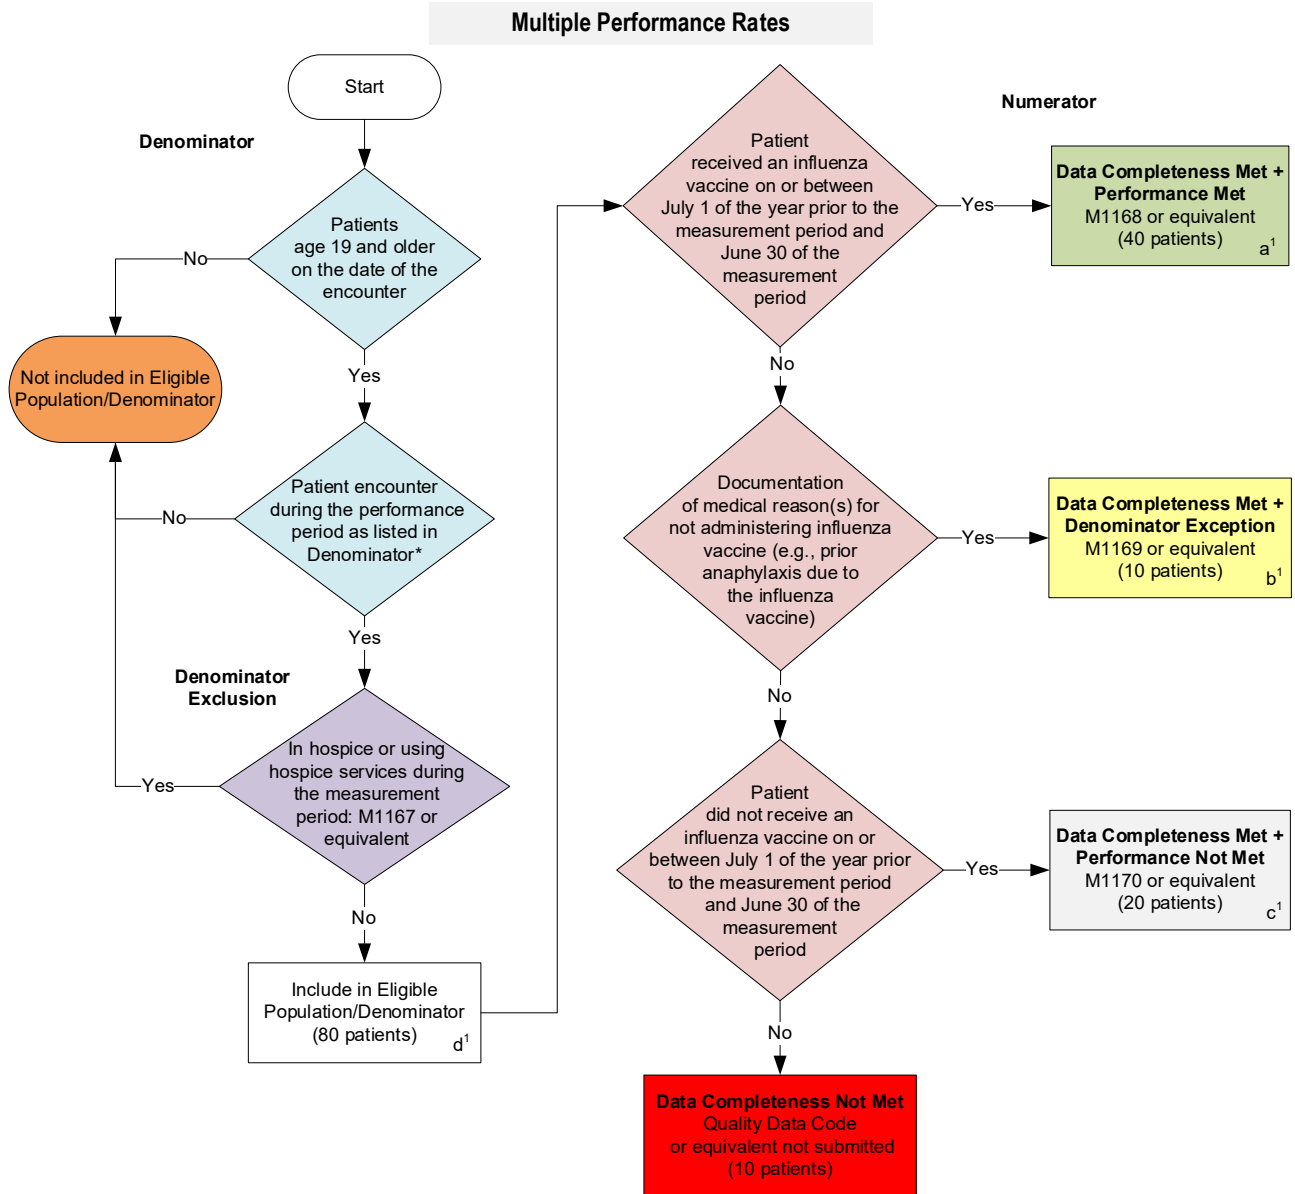 Multiple Performance Rates
Start
Denominator
Patients
age 19 and older
on the date of the
encounter
No
Not included in Eligible
Population/Denominator
Yes
Patient encounter
during the performance
period as listed in
Denominator*
No
Yes
Denominator
Exclusion
In hospice or using
hospice services during
the measurement
period: M1167 or
equivalent
Yes
No
Include in Eligible
Population/Denominator
(80 patients)
d¹
Numerator
Patient
received an influenza
vaccine on or between
July 1 of the year prior to the
measurement period and
June 30 of the
measurement
period
Yes
Data Completeness Met +
Performance Met
M1168 or equivalent
(40 patients)
a¹
No
Documentation
of medical reason(s) for
not administering influenza
vaccine (e.g., prior
anaphylaxis due to
the influenza
vaccine)
Yes
Data Completeness Met +
Denominator Exception
M1169 or equivalent
(10 patients)
b¹
No
Patient
did not receive an
influenza vaccine on or
between July 1 of the year prior
to the measurement period
and June 30 of the
measurement
period
Yes
Data Completeness Met +
Performance Not Met
M1170 or equivalent
(20 patients)
c¹
No
Data Completeness Not Met
Quality Data Code
or equivalent not submitted
(10 patients)